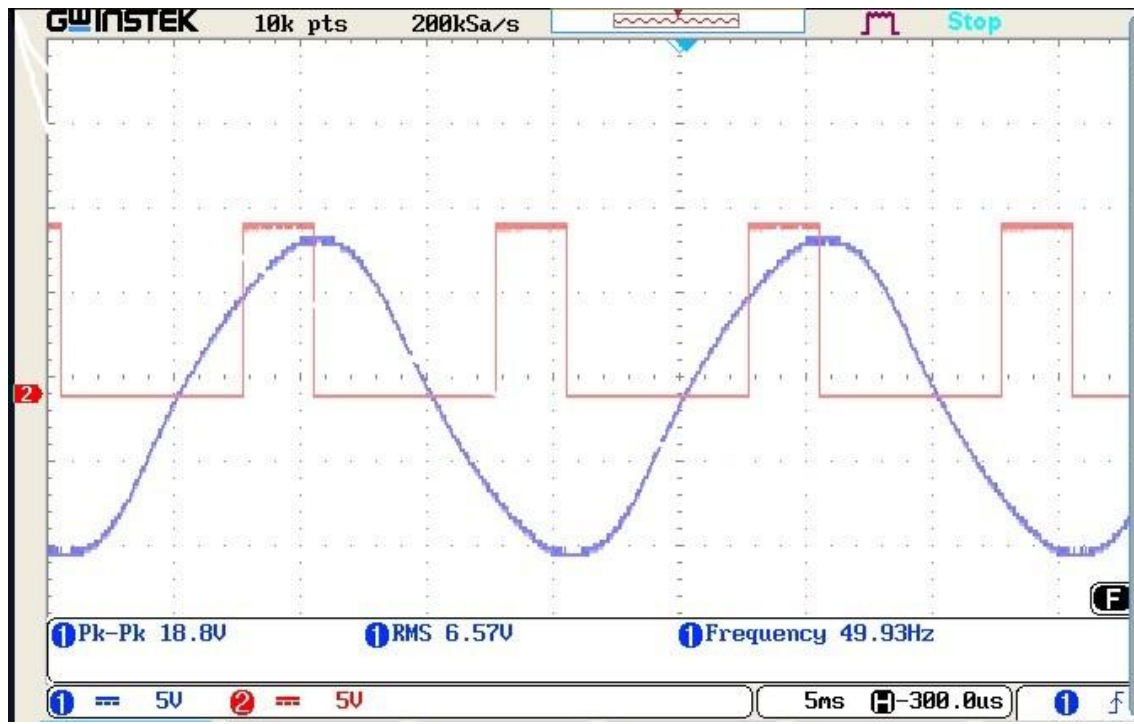 GWINSTEK 10k pts 200kSa/s Stop
2
F
1 Pk-Pk 18.8V 1 RMS 6.57V 1 Frequency 49.93Hz
1 5V 2 5V 5ms H -300.0us 1